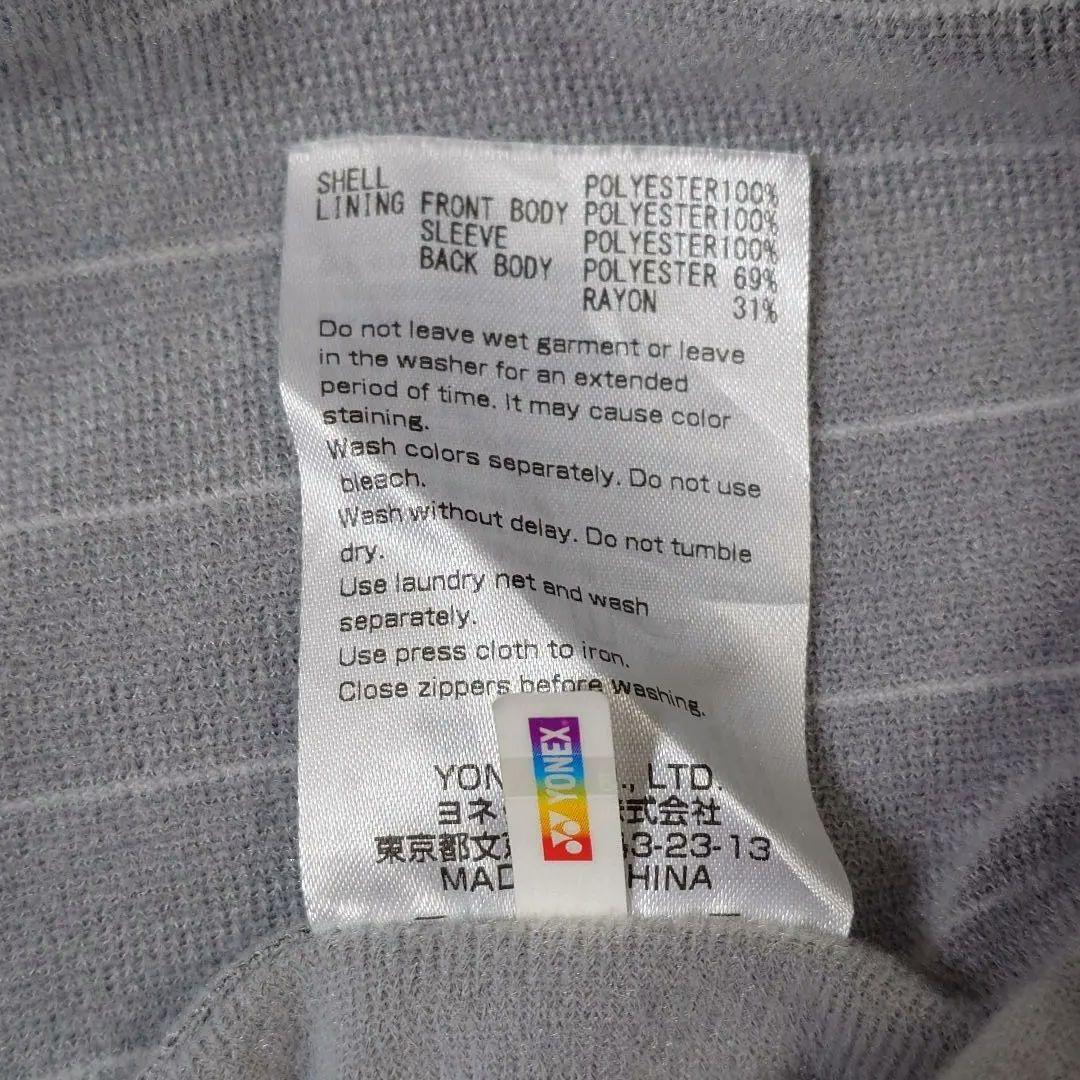 SHELL POLYESTER100%
LINING FRONT BODY POLYESTER100%
SLEEVE POLYESTER100%
BACK BODY POLYESTER 69%
RAYON 31%
Do not leave wet garment or leave
in the washer for an extended
period of time. It may cause color
staining.
Wash colors separately. Do not use
bleach.
Wash without delay. Do not tumble
dry.
Use laundry net and wash
separately.
Use press cloth to iron.
Close zippers before washing.
YONEX
YON ., LTD.
ヨネ 式会社
東京都文 3-23-13
MAD HINA